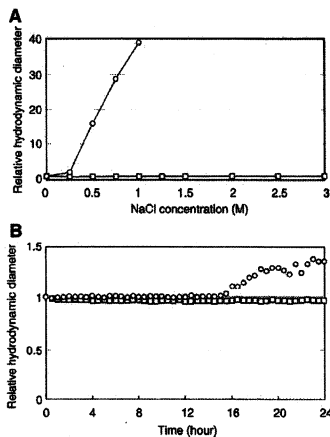 A
Relative hydrodynamic diameter
40
30
20
10
0
0 0.5 1 1.5 2 2.5 3
NaCl concentration (M)
B
Relative hydrodynamic diameter
1.5
1
0.5
0
0 4 8 12 16 20 24
Time (hour)